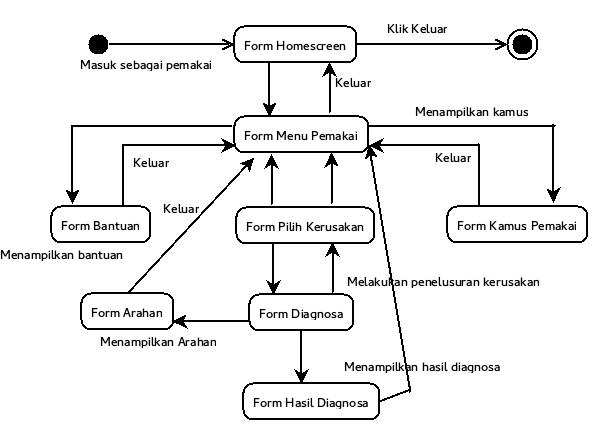 Klik Keluar
Form Homescreen
Masuk sebagai pemakai
Keluar
Menampilkan kamus
Form Menu Pemakai
Keluar
Keluar
Keluar
Form Bantuan
Form Pilih Kerusakan
Form Kamus Pemakai
Menampilkan bantuan
Melakukan penelusuran kerusakan
Form Arahan
Form Diagnosa
Menampilkan Arahan
Menampilkan hasil diagnosa
Form Hasil Diagnosa